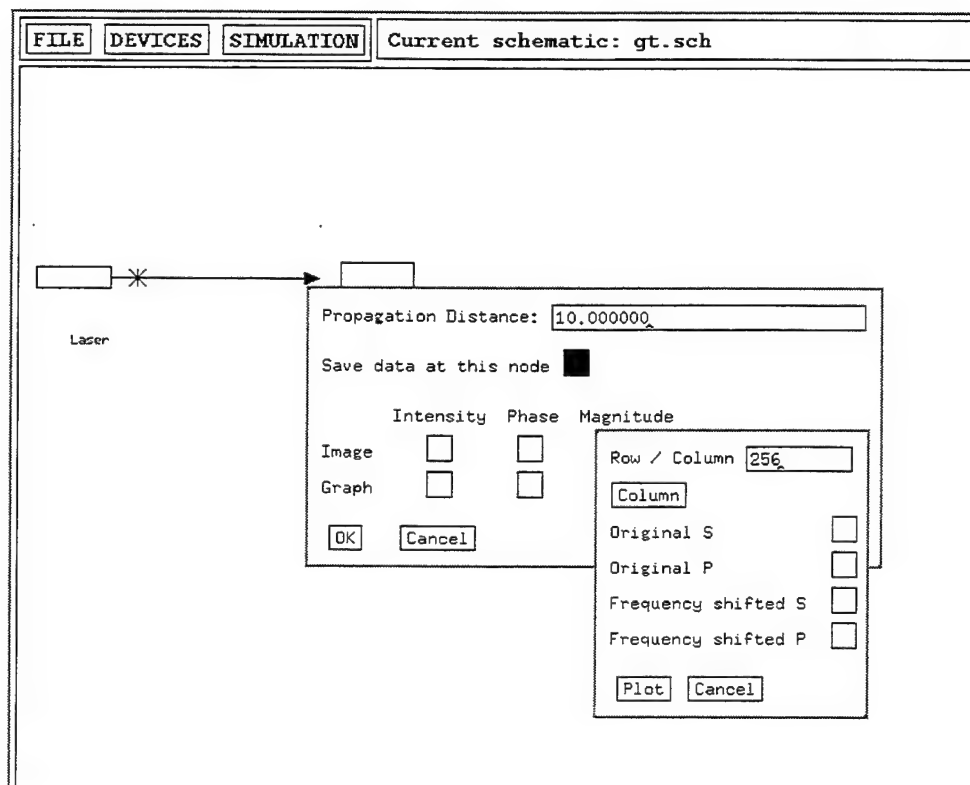 FILE DEVICES SIMULATION Current schematic: gt.sch
Laser
Propagation Distance: 10.000000
Save data at this node
Intensity Phase Magnitude
Image
Graph
OK Cancel
Row / Column 256
Column
Original S
Original P
Frequency shifted S
Frequency shifted P
Plot Cancel